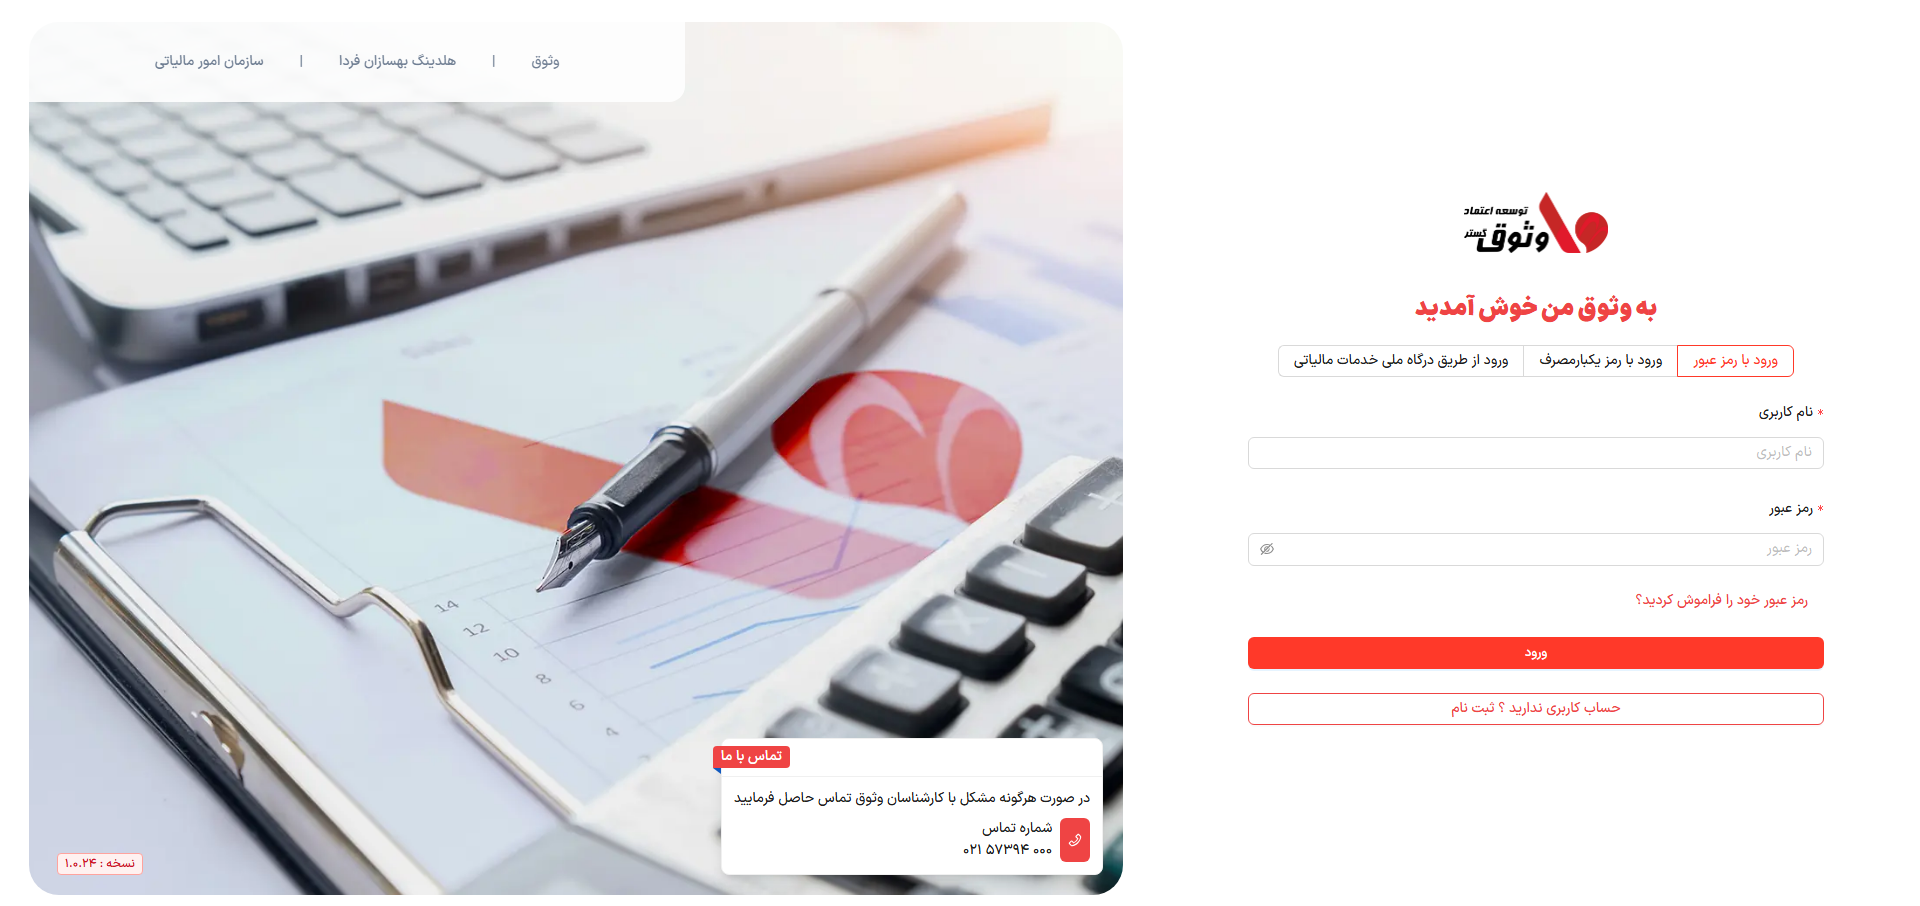 توسعه اعتماد
وثوق گستر
به وثوق من خوش آمدید
ورود با رمز عبور
ورود با رمز یکبارمصرف
ورود از طریق درگاه ملی خدمات مالیاتی
* نام کاربری
نام کاربری
* رمز عبور
رمز عبور
رمز عبور خود را فراموش کردید؟
ورود
حساب کاربری ندارید ؟ ثبت نام
وثوق | هلدینگ بهسازان فردا | سازمان امور مالیاتی
14
12
10
8
6
4
تماس با ما
در صورت هرگونه مشکل با کارشناسان وثوق تماس حاصل فرمایید
شماره تماس
۰۲۱ ۵۷۳۹۴ ۰۰۰
نسخه : ۱.۰.۲۴